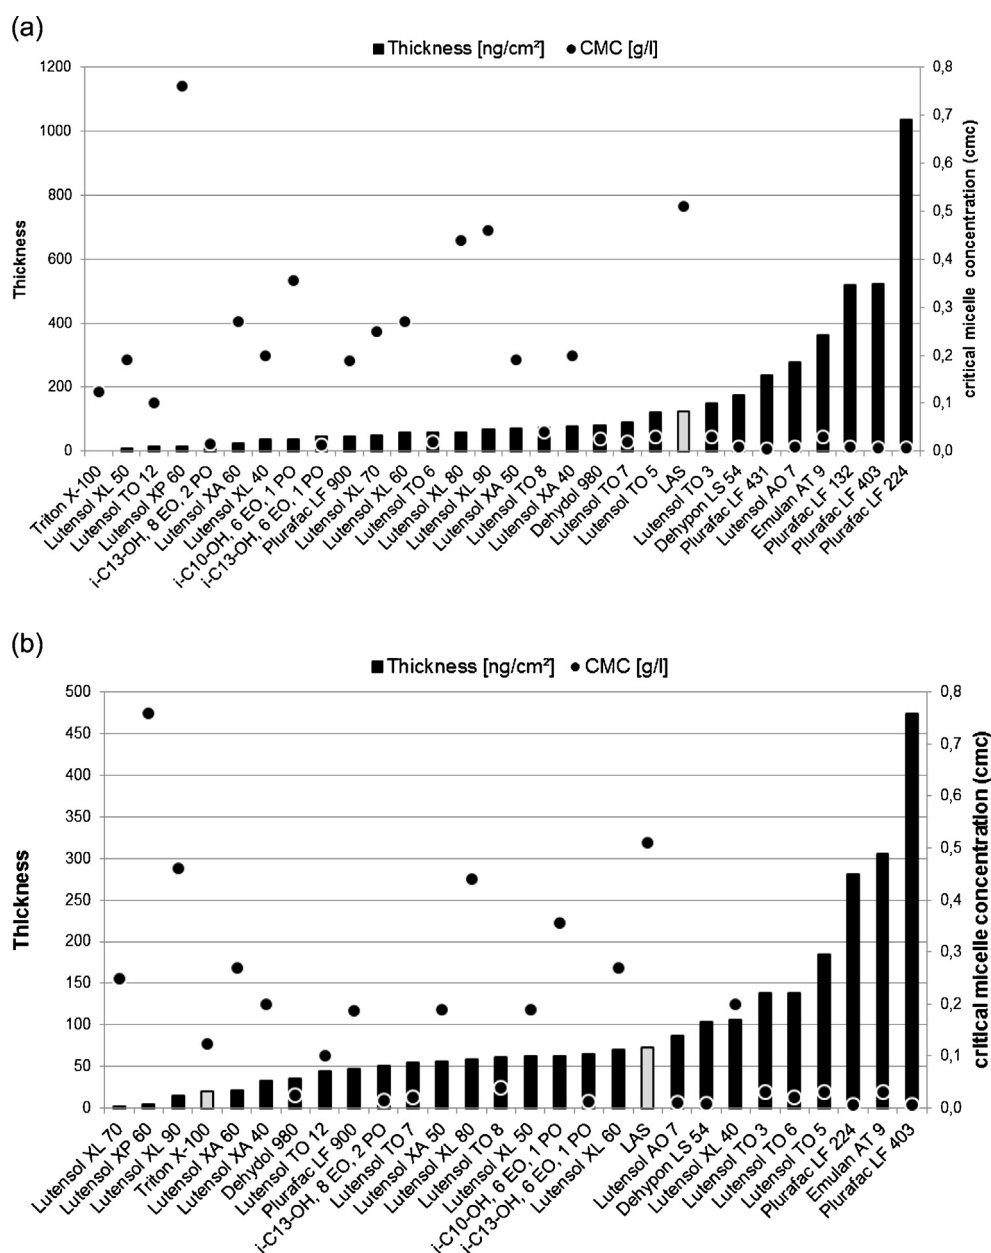 (a)
Thickness [ng/cm²] CMC [g/l]
1200
1000
800
600
400
200
0
Thickness
0,8
0,7
0,6
0,5
0,4
0,3
0,2
0,1
0,0
critical micelle concentration (cmc)
Triton X-100
Lutensol XL 50
Lutensol TO 12
Lutensol XP 60
i-C13-OH, 8 EO, 2 PO
Lutensol XA 60
Lutensol XL 40
i-C10-OH, 6 EO, 1 PO
i-C13-OH, 6 EO, 1 PO
Plurafac LF 900
Lutensol XL 70
Lutensol XL 60
Lutensol TO 6
Lutensol XL 80
Lutensol XL 90
Lutensol XA 50
Lutensol TO 8
Lutensol XA 40
Dehydol 980
Lutensol TO 7
Lutensol TO 5
LAS
Lutensol TO 3
Dehypon LS 54
Plurafac LF 431
Lutensol AO 7
Emulan AT 9
Plurafac LF 132
Plurafac LF 403
Plurafac LF 224
(b)
Thickness [ng/cm²] CMC [g/l]
500
450
400
350
300
250
200
150
100
50
0
Thickness
0,8
0,7
0,6
0,5
0,4
0,3
0,2
0,1
0,0
critical micelle concentration (cmc)
Lutensol XL 70
Lutensol XP 60
Lutensol XL 90
Triton X-100
Lutensol XA 60
Lutensol XA 40
Dehydol 980
Lutensol TO 12
Plurafac LF 900
i-C13-OH, 8 EO, 2 PO
Lutensol TO 7
Lutensol XA 50
Lutensol XL 80
Lutensol TO 8
Lutensol XL 50
i-C10-OH, 6 EO, 1 PO
i-C13-OH, 6 EO, 1 PO
Lutensol XL 60
LAS
Lutensol AO 7
Dehypon LS 54
Lutensol XL 40
Lutensol TO 3
Lutensol TO 6
Lutensol TO 5
Plurafac LF 224
Emulan AT 9
Plurafac LF 403